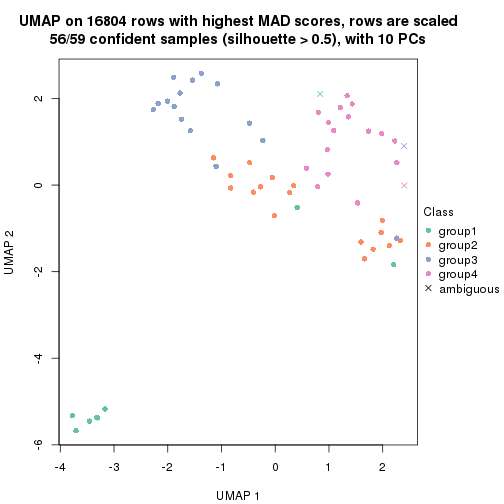 UMAP on 16804 rows with highest MAD scores, rows are scaled
56/59 confident samples (silhouette > 0.5), with 10 PCs
2
0
-2
-4
-6
UMAP 2
-4
-3
-2
-1
0
1
2
UMAP 1
Class
group1
group2
group3
group4
ambiguous